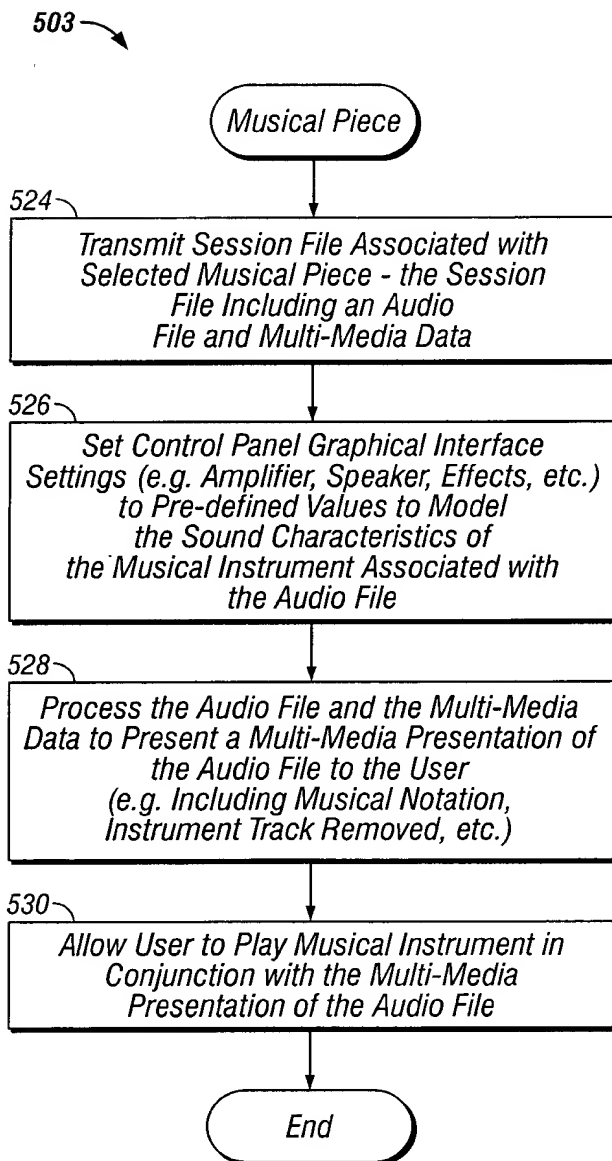 503
Musical Piece
524
Transmit Session File Associated with
Selected Musical Piece - the Session
File Including an Audio
File and Multi-Media Data
526
Set Control Panel Graphical Interface
Settings (e.g. Amplifier, Speaker, Effects, etc.)
to Pre-defined Values to Model
the Sound Characteristics of
the Musical Instrument Associated with
the Audio File
528
Process the Audio File and the Multi-Media
Data to Present a Multi-Media Presentation of
the Audio File to the User
(e.g. Including Musical Notation,
Instrument Track Removed, etc.)
530
Allow User to Play Musical Instrument in
Conjunction with the Multi-Media
Presentation of the Audio File
End